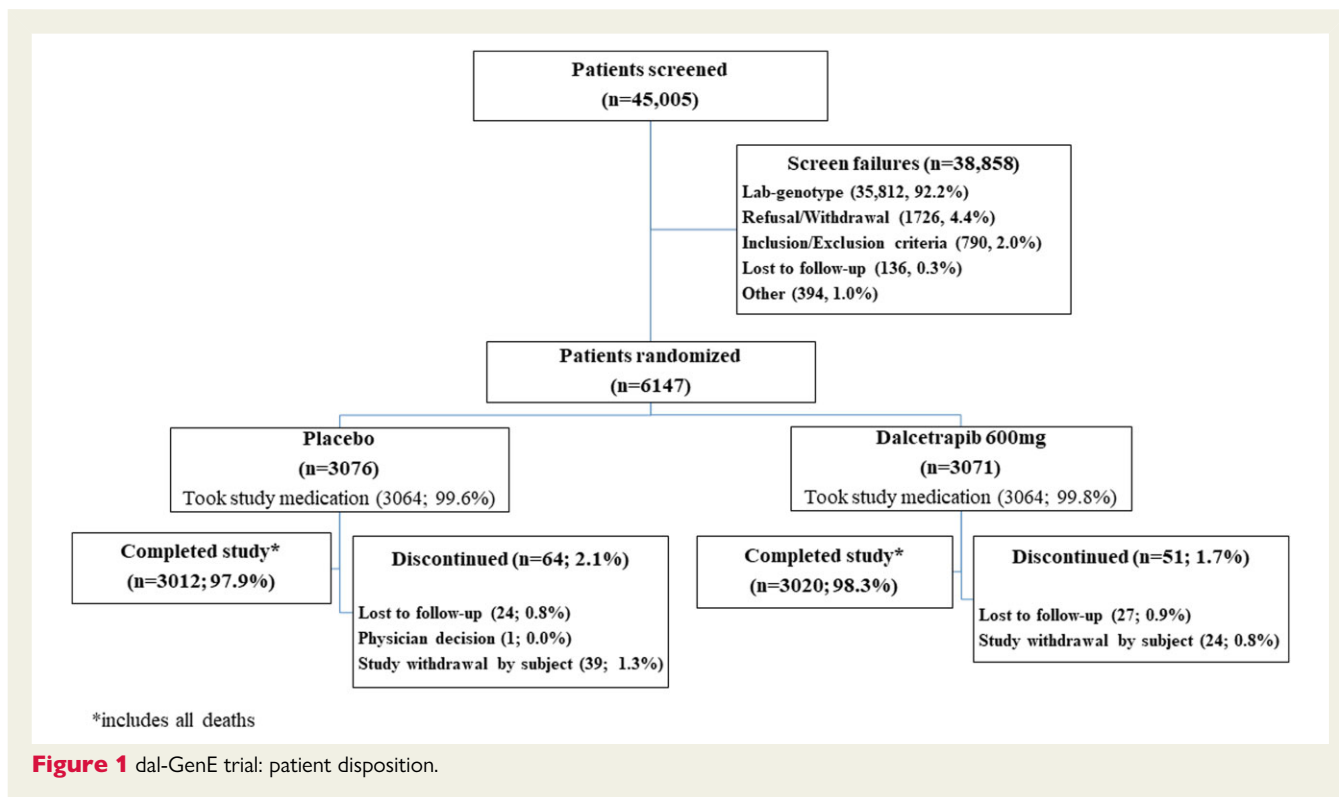 Patients screened
(n=45,005)
Screen failures (n=38,858)
Lab-genotype (35,812, 92.2%)
Refusal/Withdrawal (1726, 4.4%)
Inclusion/Exclusion criteria (790, 2.0%)
Lost to follow-up (136, 0.3%)
Other (394, 1.0%)
Patients randomized
(n=6147)
Placebo
(n=3076)
Took study medication (3064; 99.6%)
Dalcetrapib 600mg
(n=3071)
Took study medication (3064; 99.8%)
Completed study*
(n=3012; 97.9%)
Discontinued (n=64; 2.1%)
Lost to follow-up (24; 0.8%)
Physician decision (1; 0.0%)
Study withdrawal by subject (39; 1.3%)
Completed study*
(n=3020; 98.3%)
Discontinued (n=51; 1.7%)
Lost to follow-up (27; 0.9%)
Study withdrawal by subject (24; 0.8%)
*includes all deaths
Figure 1 dal-GenE trial: patient disposition.